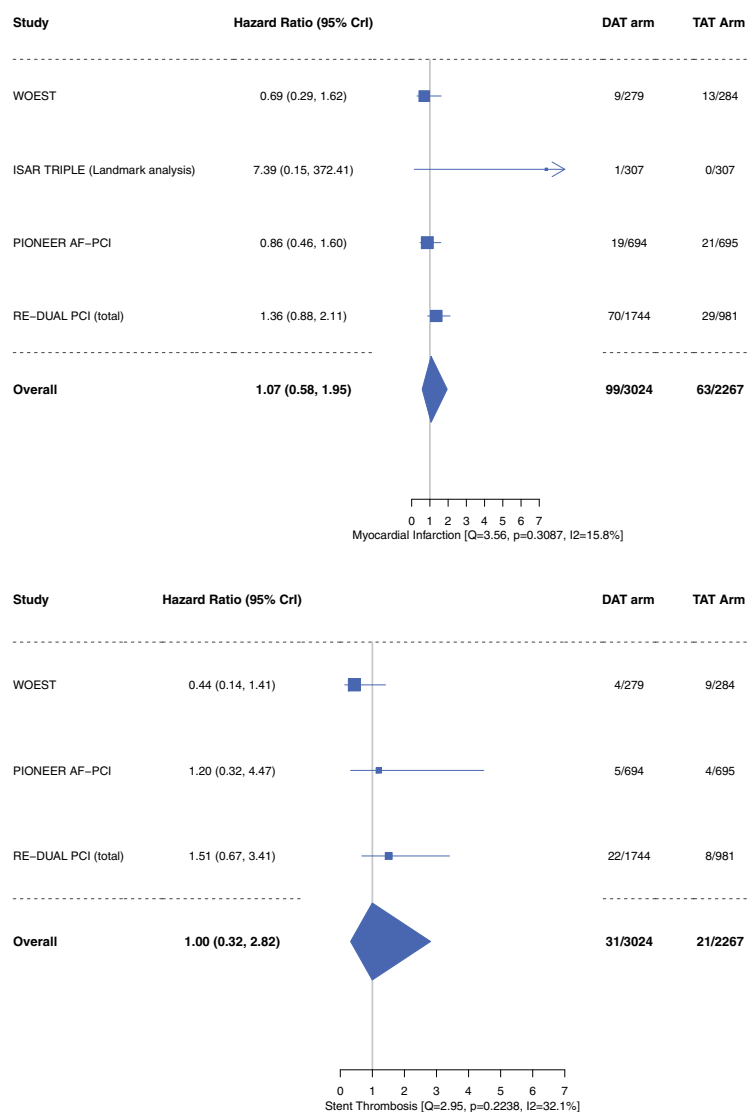 Study Hazard Ratio (95% CrI) DAT arm TAT Arm
WOEST 0.69 (0.29, 1.62) 9/279 13/284
ISAR TRIPLE (Landmark analysis) 7.39 (0.15, 372.41) 1/307 0/307
PIONEER AF−PCI 0.86 (0.46, 1.60) 19/694 21/695
RE−DUAL PCI (total) 1.36 (0.88, 2.11) 70/1744 29/981
Overall 1.07 (0.58, 1.95) 99/3024 63/2267
0 1 2 3 4 5 6 7
Myocardial Infarction [Q=3.56, p=0.3087, I2=15.8%]
Study Hazard Ratio (95% CrI) DAT arm TAT Arm
WOEST 0.44 (0.14, 1.41) 4/279 9/284
PIONEER AF−PCI 1.20 (0.32, 4.47) 5/694 4/695
RE−DUAL PCI (total) 1.51 (0.67, 3.41) 22/1744 8/981
Overall 1.00 (0.32, 2.82) 31/3024 21/2267
0 1 2 3 4 5 6 7
Stent Thrombosis [Q=2.95, p=0.2238, I2=32.1%]